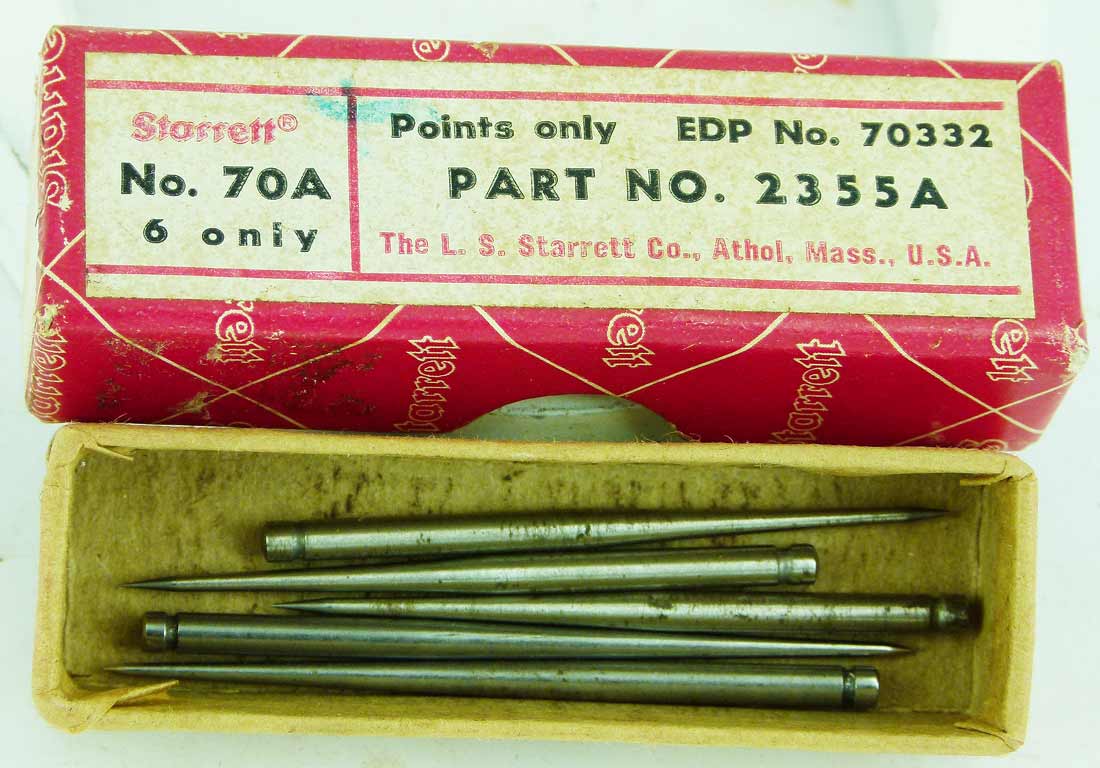 Starrett®
No. 70A
6 only
Points only EDP No. 70332
PART NO. 2355A
The L. S. Starrett Co., Athol, Mass., U.S.A.